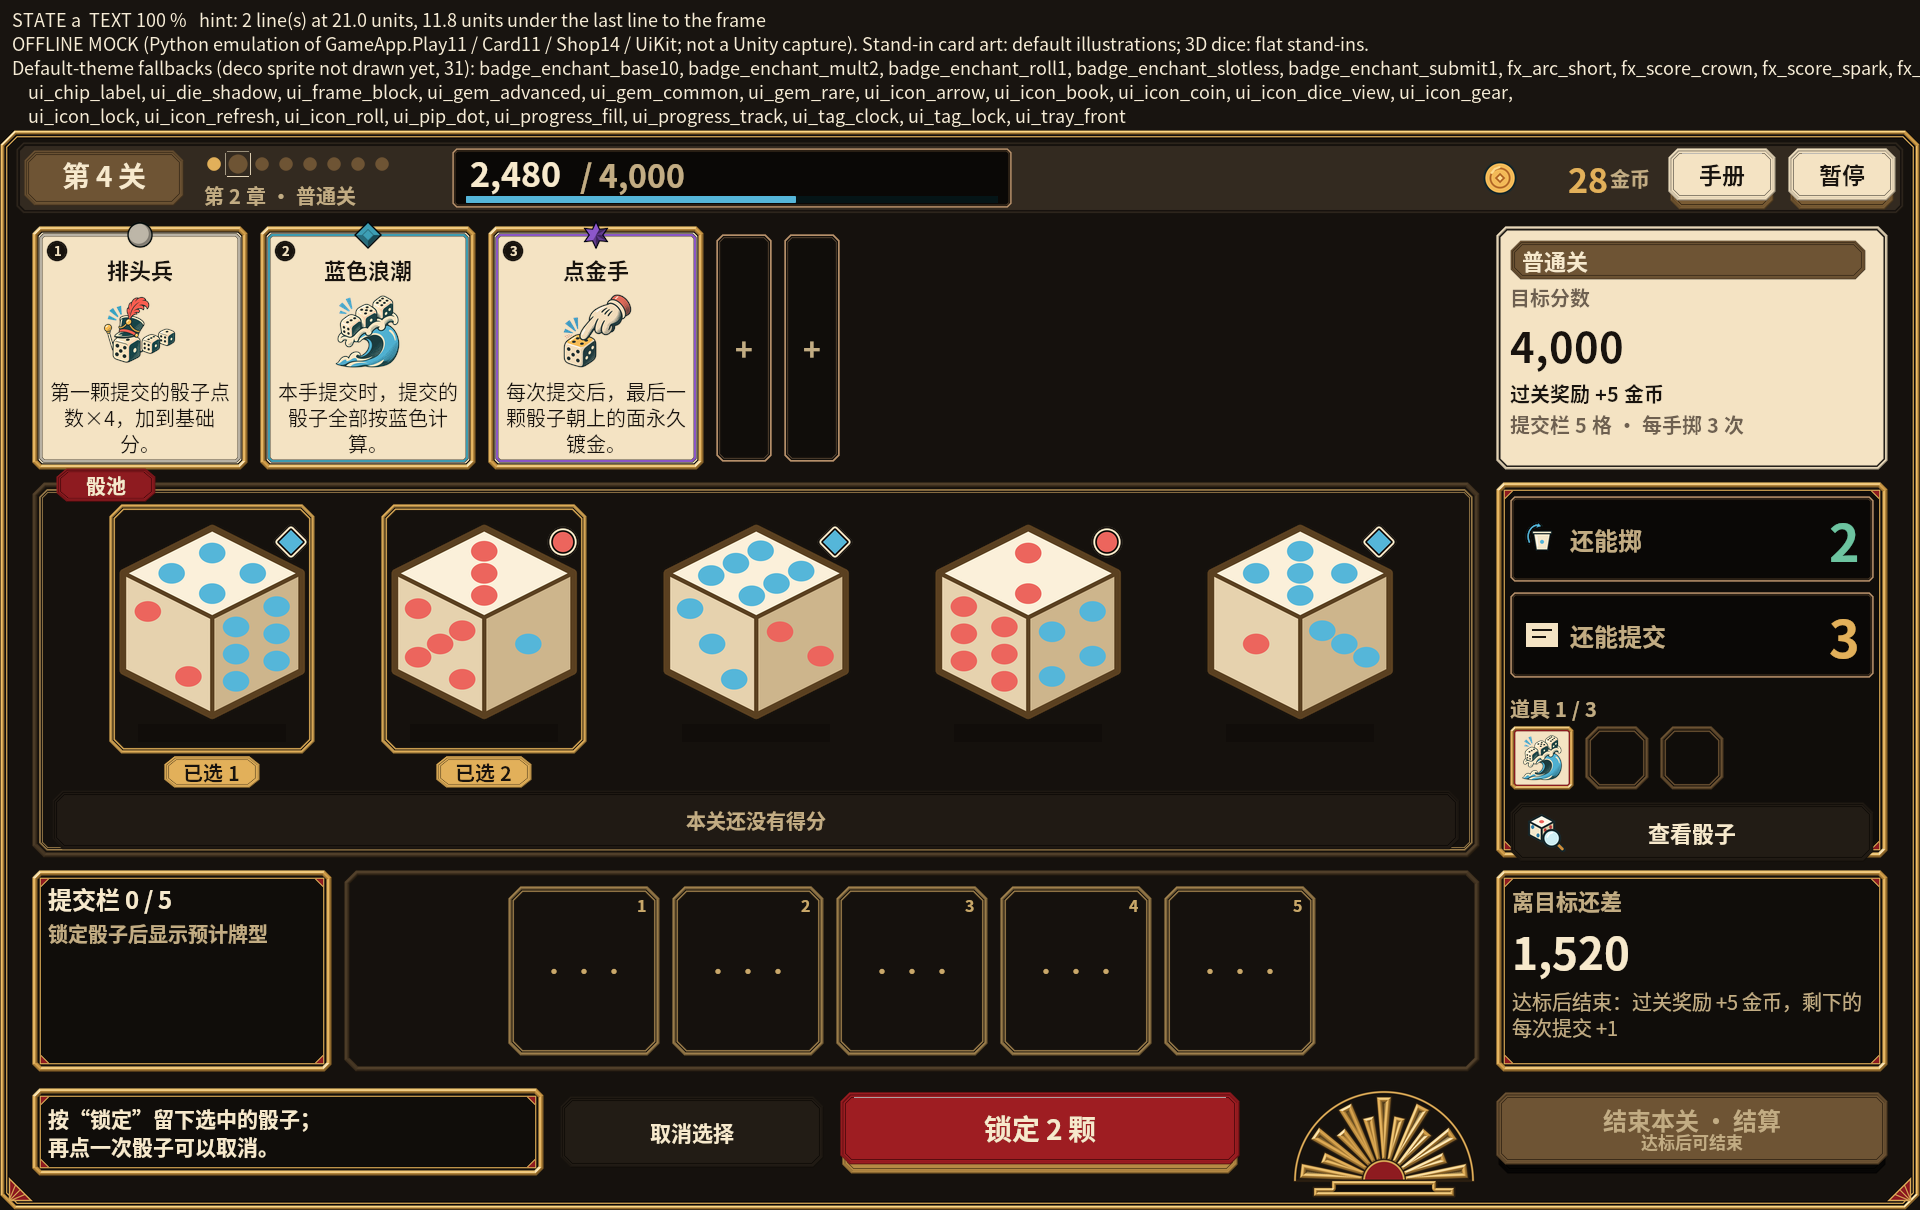 STATE a  TEXT 100 %   hint: 2 line(s) at 21.0 units, 11.8 units under the last line to the frame
OFFLINE MOCK (Python emulation of GameApp.Play11 / Card11 / Shop14 / UiKit; not a Unity capture). Stand-in card art: default illustrations; 3D dice: flat stand-ins.
Default-theme fallbacks (deco sprite not drawn yet, 31): badge_enchant_base10, badge_enchant_mult2, badge_enchant_roll1, badge_enchant_slotless, badge_enchant_submit1, fx_arc_short, fx_score_crown, fx_score_spark, fx_
ui_chip_label, ui_die_shadow, ui_frame_block, ui_gem_advanced, ui_gem_common, ui_gem_rare, ui_icon_arrow, ui_icon_book, ui_icon_coin, ui_icon_dice_view, ui_icon_gear,
ui_icon_lock, ui_icon_refresh, ui_icon_roll, ui_pip_dot, ui_progress_fill, ui_progress_track, ui_tag_clock, ui_tag_lock, ui_tray_front
第 4 关
第 2 章 · 普通关
2,480 / 4,000
28金币
手册
暂停
1
排头兵
第一颗提交的骰子点
数×4，加到基础
分。
2
蓝色浪潮
本手提交时，提交的
骰子全部按蓝色计
算。
3
点金手
每次提交后，最后一
颗骰子朝上的面永久
镀金。
+
+
普通关
目标分数
4,000
过关奖励 +5 金币
提交栏 5 格 · 每手掷 3 次
骰池
已选 1
已选 2
本关还没有得分
还能掷 2
还能提交 3
道具 1 / 3
查看骰子
提交栏 0 / 5
锁定骰子后显示预计牌型
1
2
3
4
5
离目标还差
1,520
达标后结束：过关奖励 +5 金币，剩下的
每次提交 +1
按“锁定”留下选中的骰子；
再点一次骰子可以取消。
取消选择
锁定 2 颗
结束本关 · 结算
达标后可结束